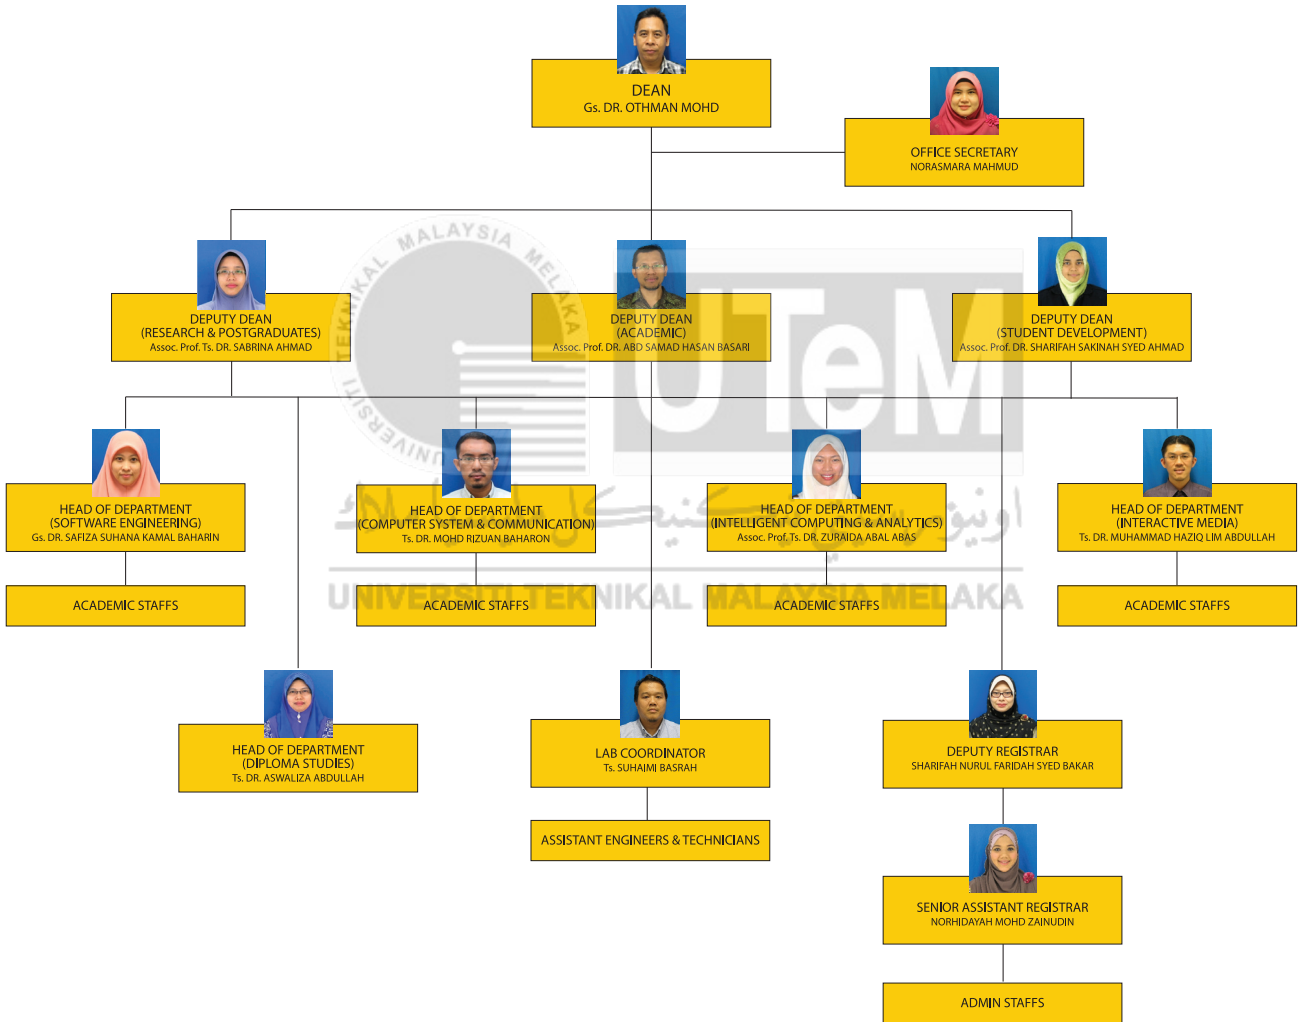 DEAN
Gs. DR. OTHMAN MOHD
OFFICE SECRETARY
NORASMARA MAHMUD
DEPUTY DEAN
(RESEARCH & POSTGRADUATES)
Assoc. Prof. Ts. DR. SABRINA AHMAD
DEPUTY DEAN
(ACADEMIC)
Assoc. Prof. DR. ABD SAMAD HASAN BASARI
DEPUTY DEAN
(STUDENT DEVELOPMENT)
Assoc. Prof. DR. SHARIFAH SAKINAH SYED AHMAD
UNIVERSITI TEKNIKAL MALAYSIA MELAKA
UTeM
HEAD OF DEPARTMENT
(SOFTWARE ENGINEERING)
Gs. DR. SAFIZA SUHANA KAMAL BAHARIN
HEAD OF DEPARTMENT
(COMPUTER SYSTEM & COMMUNICATION)
Ts. DR. MOHD RIZUAN BAHARON
HEAD OF DEPARTMENT
(INTELLIGENT COMPUTING & ANALYTICS)
Assoc. Prof. Ts. DR. ZURAIDA ABAL ABAS
HEAD OF DEPARTMENT
(INTERACTIVE MEDIA)
Ts. DR. MUHAMMAD HAZIQ LIM ABDULLAH
UNIVERSITI TEKNIKAL MALAYSIA MELAKA
ACADEMIC STAFFS
ACADEMIC STAFFS
ACADEMIC STAFFS
ACADEMIC STAFFS
HEAD OF DEPARTMENT
(DIPLOMA STUDIES)
Ts. DR. ASWALIZA ABDULLAH
LAB COORDINATOR
Ts. SUHAIMI BASRAH
DEPUTY REGISTRAR
SHARIFAH NURUL FARIDAH SYED BAKAR
ASSISTANT ENGINEERS & TECHNICIANS
SENIOR ASSISTANT REGISTRAR
NORHIDAYAH MOHD ZAINUDIN
ADMIN STAFFS